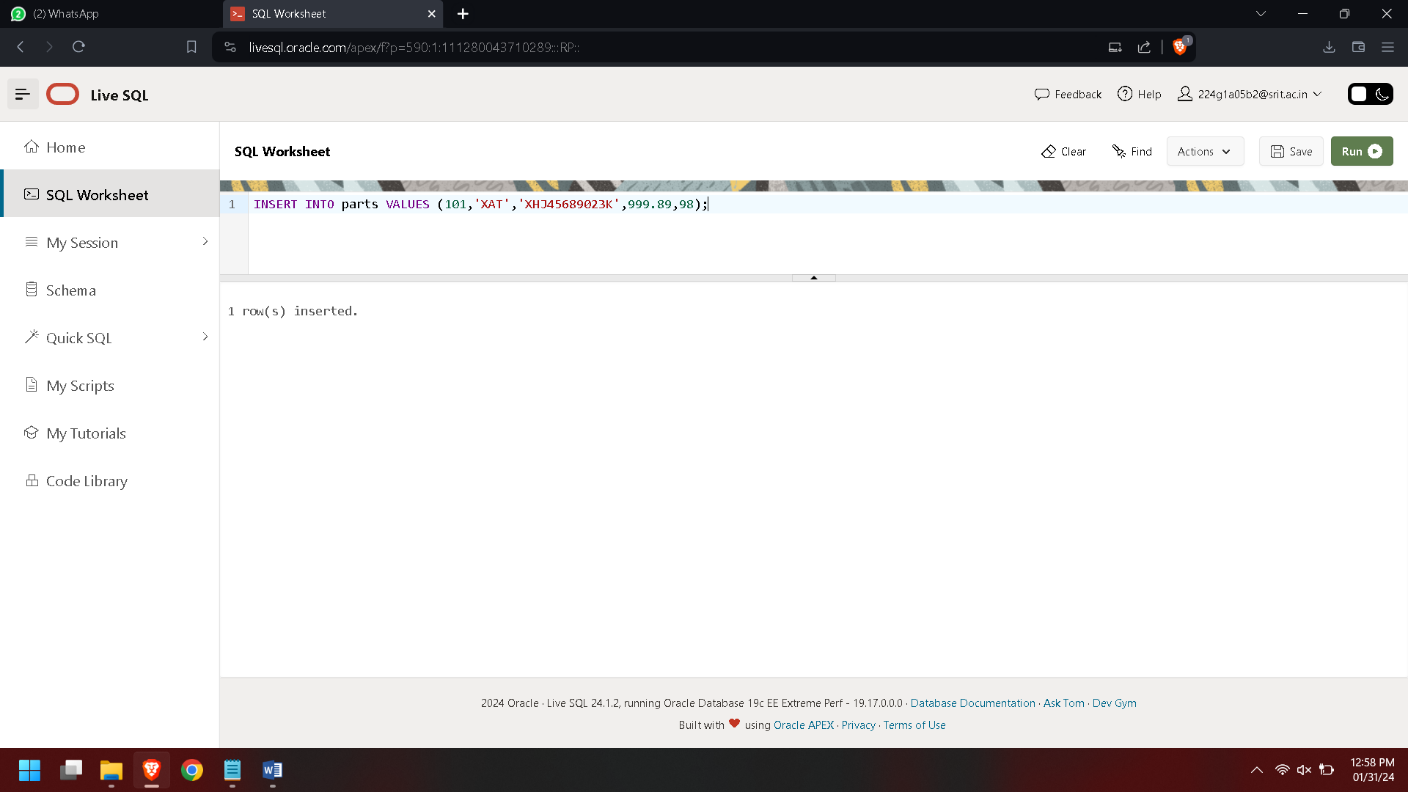 2 (2) WhatsApp
SQL Worksheet
livesql.oracle.com/apex/f?p=590:1:111280043710289:::RP::
1
Live SQL
Feedback
Help
224g1a05b2@srit.ac.in
Home
SQL Worksheet
My Session
Schema
Quick SQL
My Scripts
My Tutorials
Code Library
SQL Worksheet
Clear
Find
Actions
Save
Run
1 INSERT INTO parts VALUES (101,'XAT','XHJ45689023K',999.89,98);
1 row(s) inserted.
2024 Oracle · Live SQL 24.1.2, running Oracle Database 19c EE Extreme Perf - 19.17.0.0.0 · Database Documentation · Ask Tom · Dev Gym
Built with ❤ using Oracle APEX · Privacy · Terms of Use
12:58 PM
01/31/24